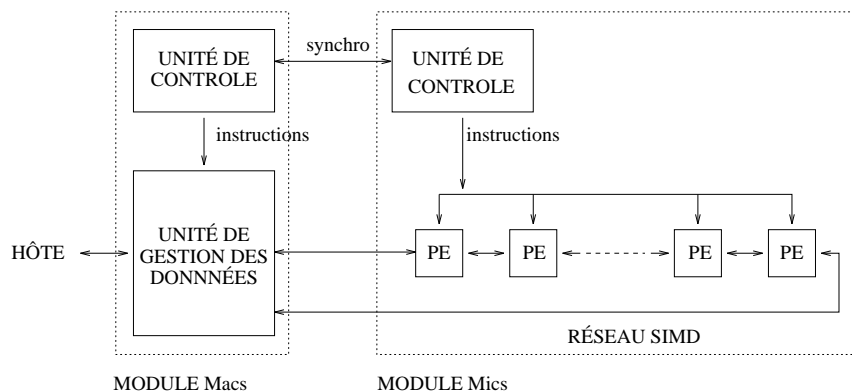 UNITÉ DE
CONTROLE
synchro
UNITÉ DE
CONTROLE
instructions
instructions
HÔTE
UNITÉ DE
GESTION DES
DONNNÉES
PE
PE
PE
PE
RÉSEAU SIMD
MODULE Macs
MODULE Mics